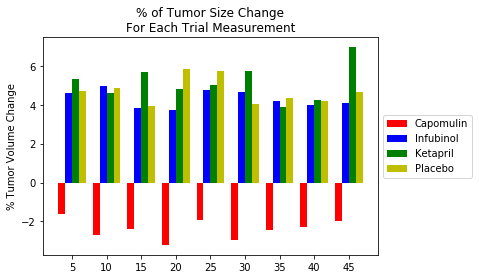 % of Tumor Size Change
For Each Trial Measurement
% Tumor Volume Change
6
4
2
0
−2
5 10 15 20 25 30 35 40 45
Capomulin
Infubinol
Ketapril
Placebo